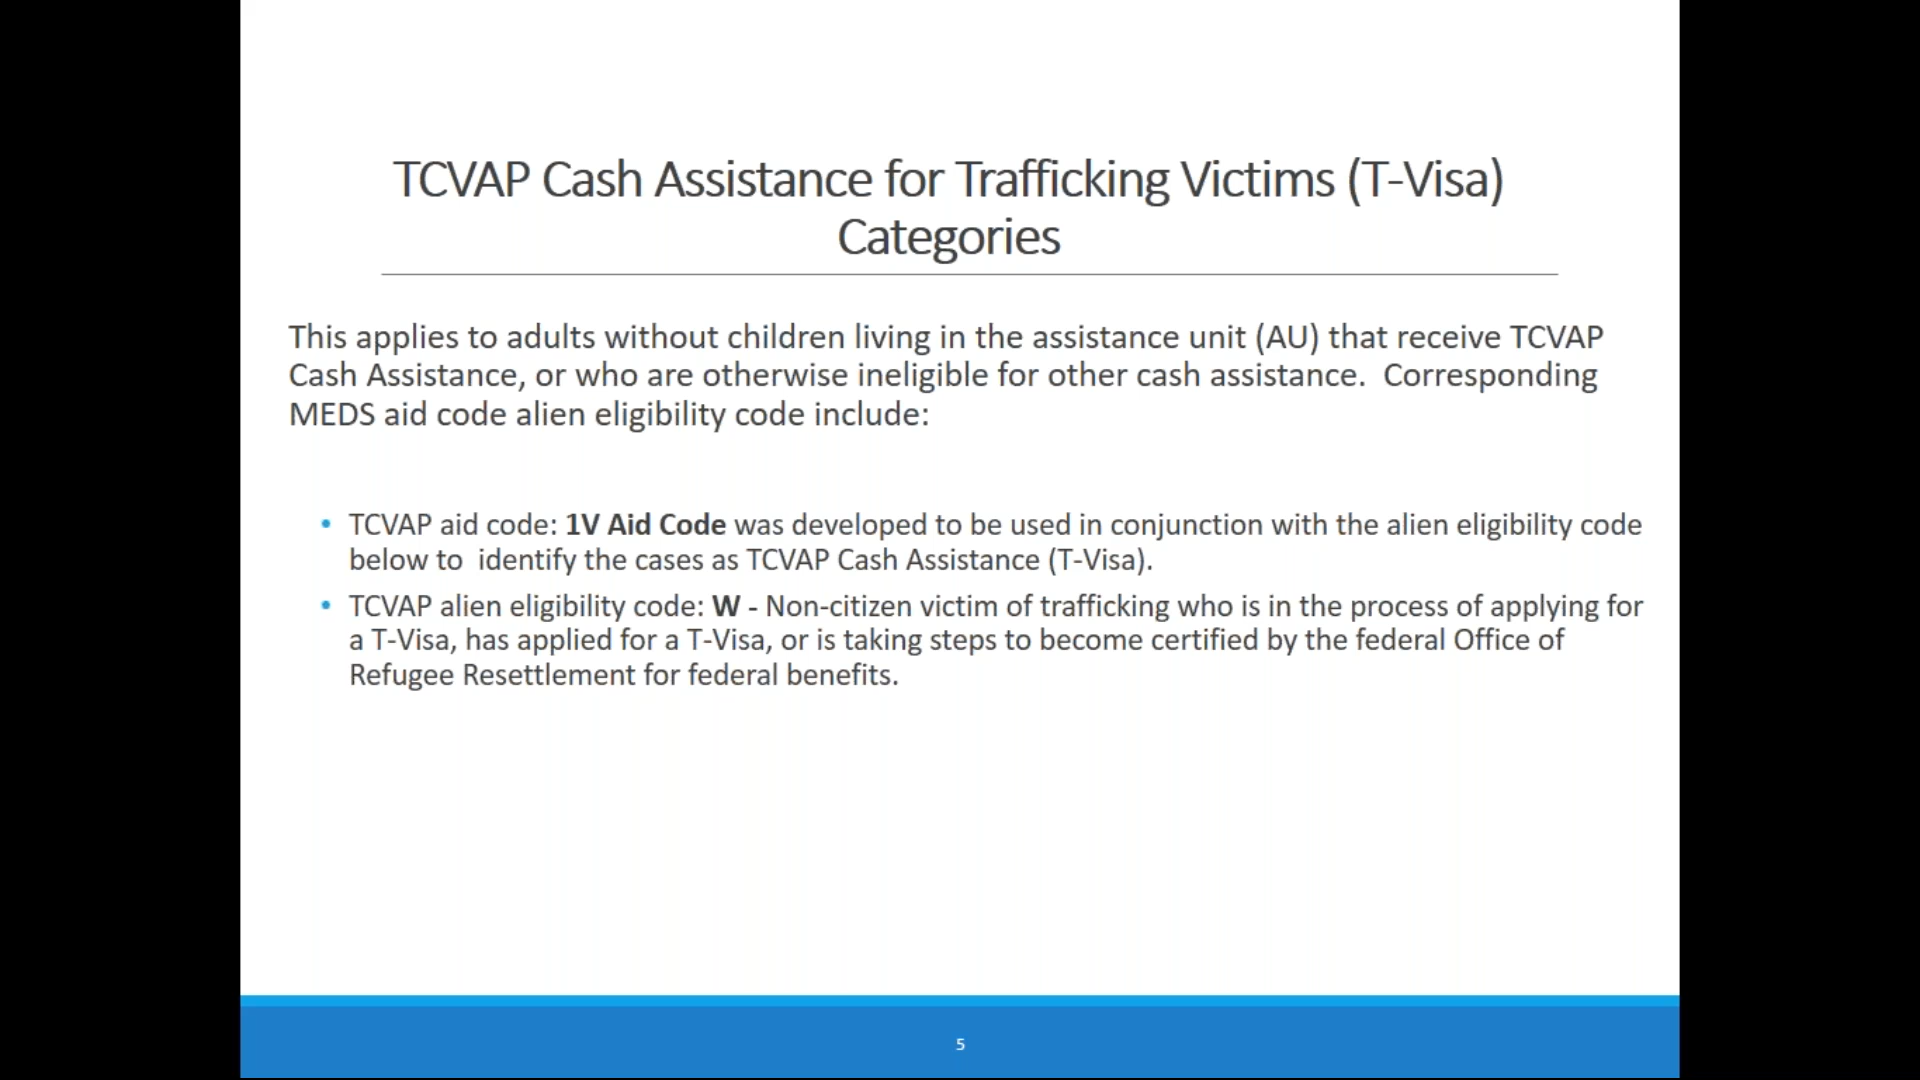 TCVAP Cash Assistance for Trafficking Victims (T-Visa)
Categories
This applies to adults without children living in the assistance unit (AU) that receive TCVAP
Cash Assistance, or who are otherwise ineligible for other cash assistance.  Corresponding
MEDS aid code alien eligibility code include:
• TCVAP aid code: 1V Aid Code was developed to be used in conjunction with the alien eligibility code
below to  identify the cases as TCVAP Cash Assistance (T-Visa).
• TCVAP alien eligibility code: W - Non-citizen victim of trafficking who is in the process of applying for
a T-Visa, has applied for a T-Visa, or is taking steps to become certified by the federal Office of
Refugee Resettlement for federal benefits.
5